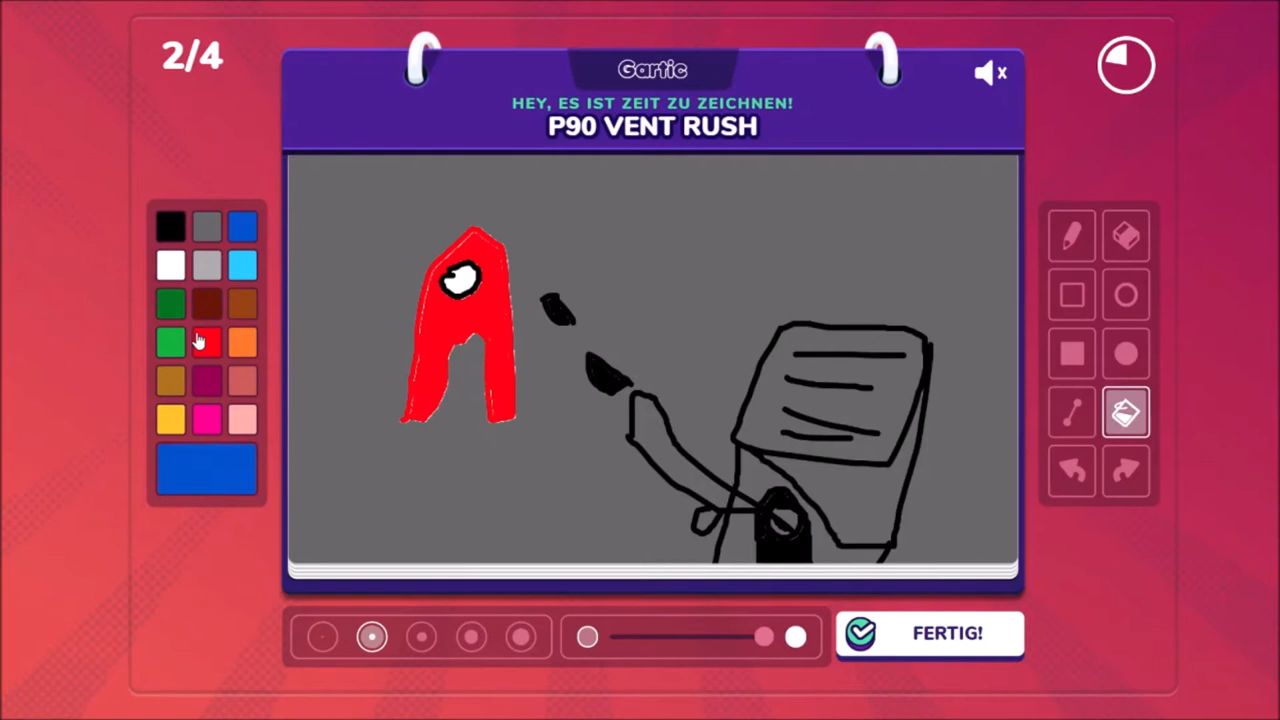 2/4
Gartic
HEY, ES IST ZEIT ZU ZEICHNEN!
P90 VENT RUSH
FERTIG!